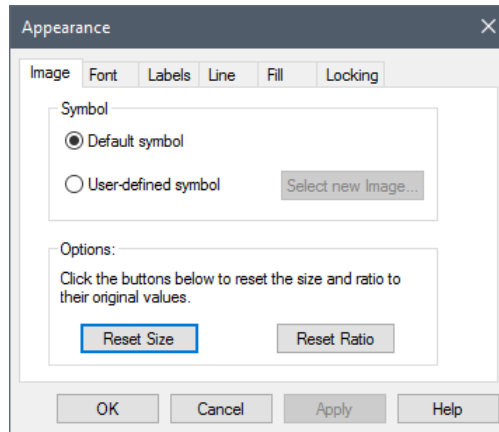 Appearance
Image Font Labels Line Fill Locking
Symbol
Default symbol
User-defined symbol Select new Image...
Options:
Click the buttons below to reset the size and ratio to
their original values.
Reset Size Reset Ratio
OK Cancel Apply Help